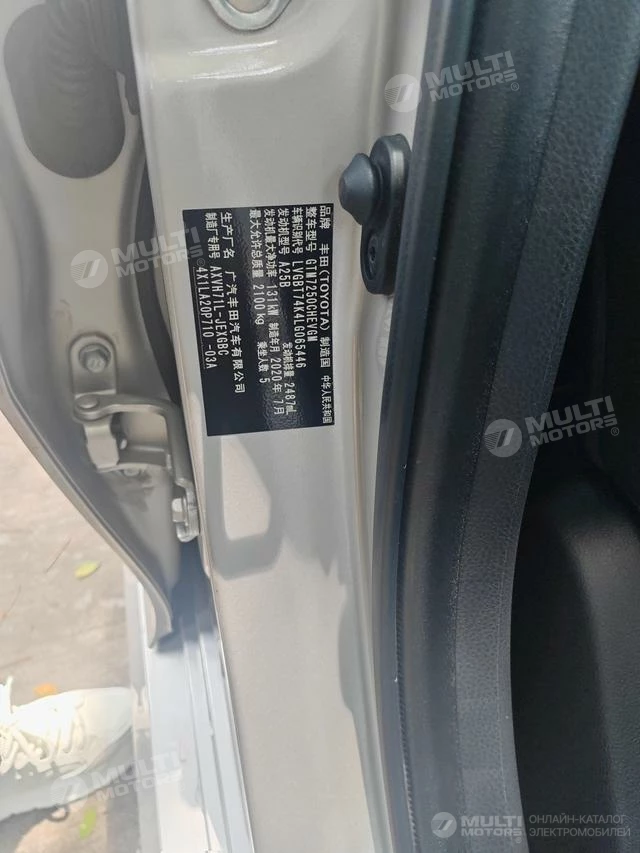 品牌 丰田(TOYOTA) 制造国 中华人民共和国
整车型号 GTM7250CHEVGM
车辆识别代号 LVGBT74K4LG065446
发动机型号 A25B 发动机排量 2487mL
发动机最大净功率 131kW 制造年月 2020年 7月
最大允许总质量 2100kg 乘坐人数 5
生产厂名 广汽丰田汽车有限公司
制造厂专用号 AXVH71L-JEXGBC
4X1LA20P710-03A
MULTI
MOTORS
MULTI
MOTORS
MULTI
MOTORS
MULTI
MOTORS
MULTI
MOTORS
ОНЛАЙН-КАТАЛОГ
ЭЛЕКТРОМОБИЛЕЙ